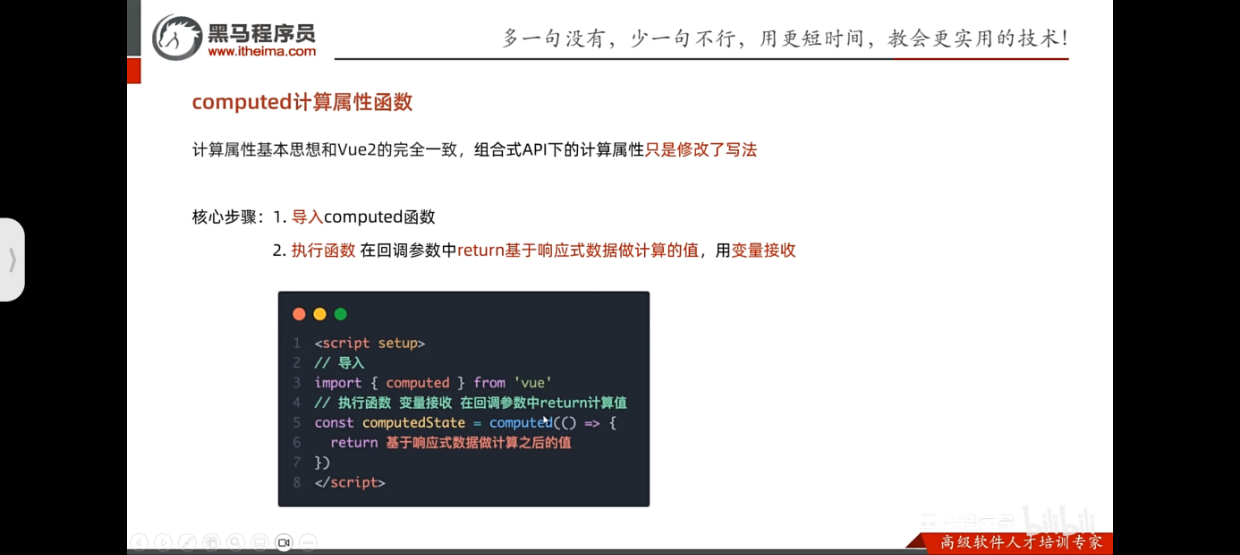 黑马程序员
www.itheima.com
多一句没有，少一句不行，用更短时间，教会更实用的技术！
computed计算属性函数
计算属性基本思想和Vue2的完全一致，组合式API下的计算属性只是修改了写法
核心步骤：1. 导入computed函数
2. 执行函数 在回调参数中return基于响应式数据做计算的值，用变量接收
1 <script setup>
2 // 导入
3 import { computed } from 'vue'
4 // 执行函数 变量接收 在回调参数中return计算值
5 const computedState = computed(() => {
6 return 基于响应式数据做计算之后的值
7 })
8 </script>
bilibili
高级软件人才培训专家